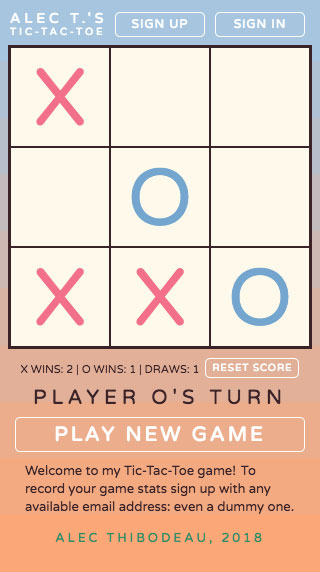 ALEC T.'S
TIC-TAC-TOE
SIGN UP
SIGN IN
X
O
X X O
X WINS: 2 | O WINS: 1 | DRAWS: 1 RESET SCORE
PLAYER O'S TURN
PLAY NEW GAME
Welcome to my Tic-Tac-Toe game! To
record your game stats sign up with any
available email address: even a dummy one.
ALEC THIBODEAU, 2018